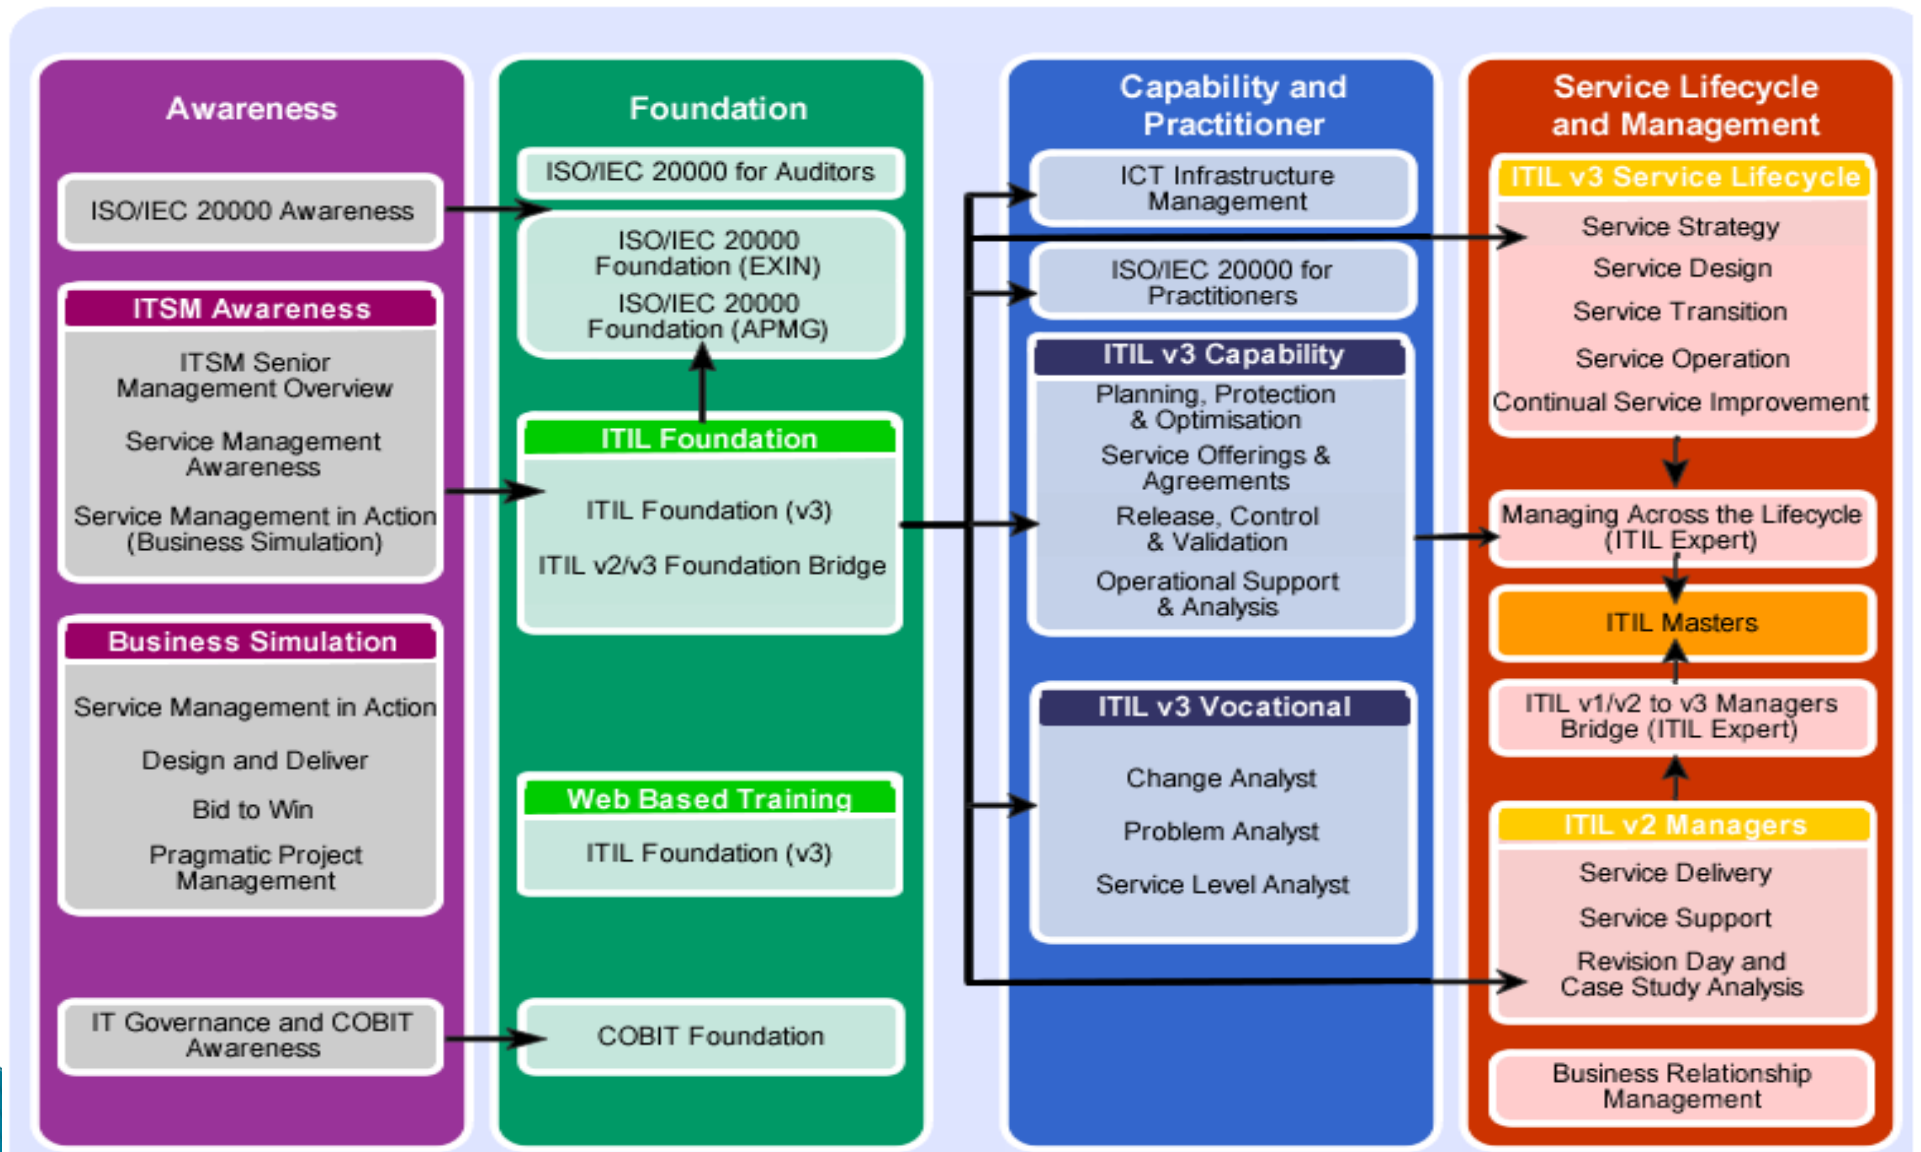 Awareness
ISO/IEC 20000 Awareness
ITSM Awareness
ITSM Senior
Management Overview
Service Management
Awareness
Service Management in Action
(Business Simulation)
Business Simulation
Service Management in Action
Design and Deliver
Bid to Win
Pragmatic Project
Management
IT Governance and COBIT
Awareness
Foundation
ISO/IEC 20000 for Auditors
ISO/IEC 20000
Foundation (EXIN)
ISO/IEC 20000
Foundation (APMG)
ITIL Foundation
ITIL Foundation (v3)
ITIL v2/v3 Foundation Bridge
Web Based Training
ITIL Foundation (v3)
COBIT Foundation
Capability and
Practitioner
ICT Infrastructure
Management
ISO/IEC 20000 for
Practitioners
ITIL v3 Capability
Planning, Protection
& Optimisation
Service Offerings &
Agreements
Release, Control
& Validation
Operational Support
& Analysis
ITIL v3 Vocational
Change Analyst
Problem Analyst
Service Level Analyst
Service Lifecycle
and Management
ITIL v3 Service Lifecycle
Service Strategy
Service Design
Service Transition
Service Operation
Continual Service Improvement
Managing Across the Lifecycle
(ITIL Expert)
ITIL Masters
ITIL v1/v2 to v3 Managers
Bridge (ITIL Expert)
ITIL v2 Managers
Service Delivery
Service Support
Revision Day and
Case Study Analysis
Business Relationship
Management